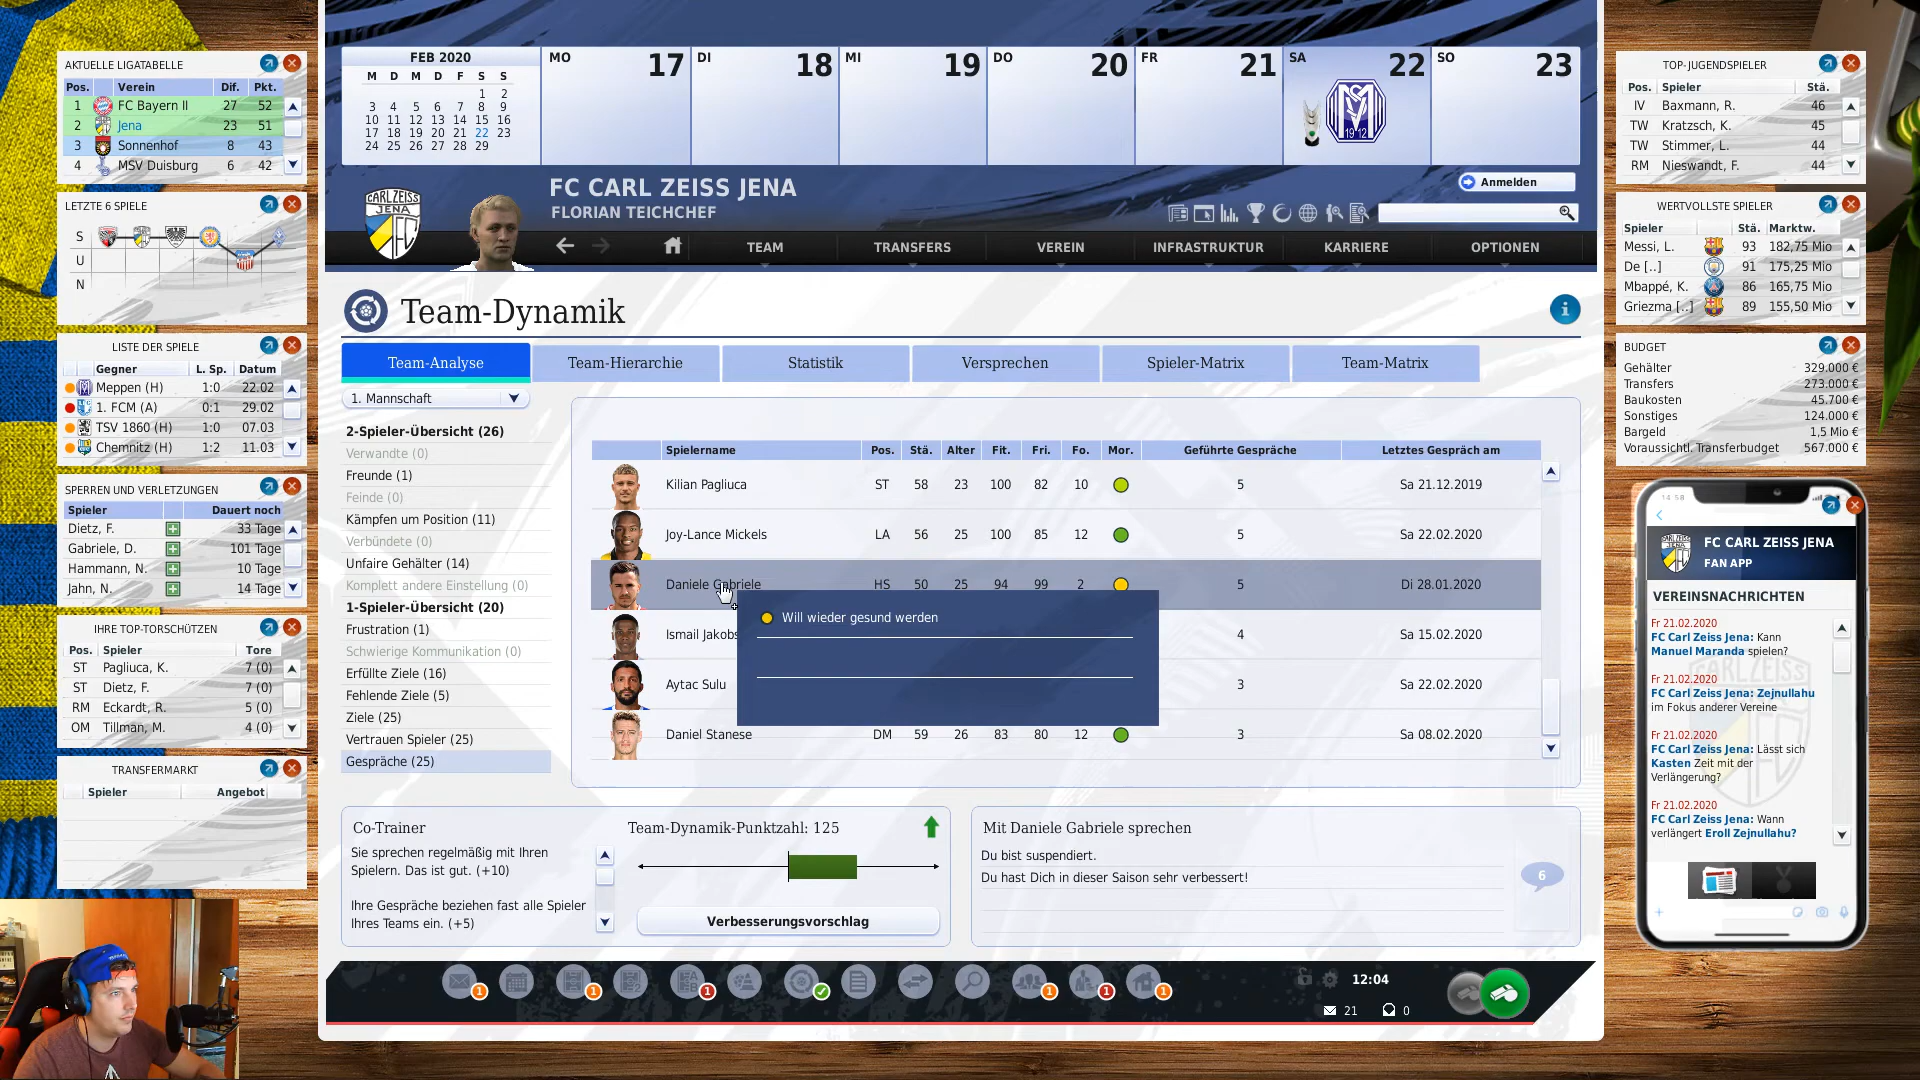 AKTUELLE LIGATABELLE
Pos. Verein Dif. Pkt.
1 FC Bayern II 27 52
2 Jena 23 51
3 Sonnenhof 8 43
4 MSV Duisburg 6 42
LETZTE 6 SPIELE
S
U
N
LISTE DER SPIELE
Gegner L. Sp. Datum
Meppen (H) 1:0 22.02
1. FCM (A) 0:1 29.02
TSV 1860 (H) 1:0 07.03
Chemnitz (H) 1:2 11.03
SPERREN UND VERLETZUNGEN
Spieler Dauert noch
Dietz, F. 33 Tage
Gabriele, D. 101 Tage
Hammann, N. 10 Tage
Jahn, N. 14 Tage
IHRE TOP-TORSCHÜTZEN
Pos. Spieler Tore
ST Pagliuca, K. 7 (0)
ST Dietz, F. 7 (0)
RM Eckardt, R. 5 (0)
OM Tillman, M. 4 (0)
TRANSFERMARKT
Spieler Angebot
FEB 2020
M D M D F S S
1 2
3 4 5 6 7 8 9
10 11 12 13 14 15 16
17 18 19 20 21 22 23
24 25 26 27 28 29
MO 17 DI 18 MI 19 DO 20 FR 21 SA 22 SO 23
SV
19 12
CARL ZEISS
JENA
FC
FC CARL ZEISS JENA
FLORIAN TEICHCHEF
Anmelden
TEAM TRANSFERS VEREIN INFRASTRUKTUR KARRIERE OPTIONEN
Team-Dynamik
i
Team-Analyse Team-Hierarchie Statistik Versprechen Spieler-Matrix Team-Matrix
1. Mannschaft
2-Spieler-Übersicht (26)
Verwandte (0)
Freunde (1)
Feinde (0)
Kämpfen um Position (11)
Verbündete (0)
Unfaire Gehälter (14)
Komplett andere Einstellung (0)
1-Spieler-Übersicht (20)
Frustration (1)
Schwierige Kommunikation (0)
Erfüllte Ziele (16)
Fehlende Ziele (5)
Ziele (25)
Vertrauen Spieler (25)
Gespräche (25)
Spielername Pos. Stä. Alter Fit. Fri. Fo. Mor. Geführte Gespräche Letztes Gespräch am
Kilian Pagliuca ST 58 23 100 82 10 5 Sa 21.12.2019
Joy-Lance Mickels LA 56 25 100 85 12 5 Sa 22.02.2020
Daniele Gabriele HS 50 25 94 99 2 5 Di 28.01.2020
Will wieder gesund werden
Ismail Jakobs 4 Sa 15.02.2020
Aytac Sulu 3 Sa 22.02.2020
Daniel Stanese DM 59 26 83 80 12 3 Sa 08.02.2020
Co-Trainer
Sie sprechen regelmäßig mit Ihren
Spielern. Das ist gut. (+10)
Ihre Gespräche beziehen fast alle Spieler
Ihres Teams ein. (+5)
Team-Dynamik-Punktzahl: 125
Verbesserungsvorschlag
Mit Daniele Gabriele sprechen
Du bist suspendiert.
Du hast Dich in dieser Saison sehr verbessert!
6
1 1 1 1 1 1
12:04
21 0
TOP-JUGENDSPIELER
Pos. Spieler Stä.
IV Baxmann, R. 46
TW Kratzsch, K. 45
TW Stimmer, L. 44
RM Nieswandt, F. 44
WERTVOLLSTE SPIELER
Spieler Stä. Marktw.
Messi, L. 93 182,75 Mio
De [..] 91 175,25 Mio
Mbappé, K. 86 165,75 Mio
Griezma [..] 89 155,50 Mio
BUDGET
Gehälter 329.000 €
Transfers 273.000 €
Baukosten 45.700 €
Sonstiges 124.000 €
Bargeld 1,5 Mio €
Voraussichtl. Transferbudget 567.000 €
14 58
FC CARL ZEISS JENA
FAN APP
VEREINSNACHRICHTEN
Fr 21.02.2020
FC Carl Zeiss Jena: Kann
Manuel Maranda spielen?
Fr 21.02.2020
FC Carl Zeiss Jena: Zejnullahu
im Fokus anderer Vereine
Fr 21.02.2020
FC Carl Zeiss Jena: Lässt sich
Kasten Zeit mit der
Verlängerung?
Fr 21.02.2020
FC Carl Zeiss Jena: Wann
verlängert Eroll Zejnullahu?